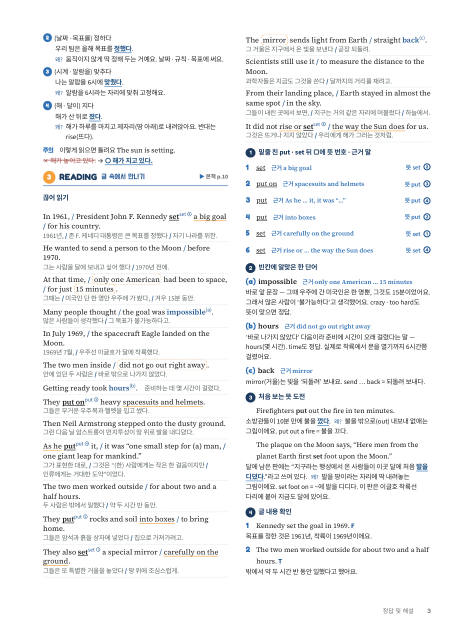 2 [날짜·목표를] 정하다
우리 팀은 올해 목표를 정했다.
왜? 움직이지 않게 딱 정해 두는 거예요. 날짜·규칙·목표에 써요.
3 [시계·알람을] 맞추다
나는 알람을 6시에 맞췄다.
왜? 알람을 6시라는 자리에 맞춰 고정해요.
4 [해·달이] 지다
해가 산 뒤로 졌다.
왜? 해가 하루를 마치고 제자리(땅 아래)로 내려앉아요. 반대는
rise(뜨다).
주의 이렇게 읽으면 틀려요 The sun is setting.
✕ 해가 놓이고 있다. → ○ 해가 지고 있다.
3 READING 글 속에서 만나기 ▶ 본책 p.10
끊어 읽기
In 1961, / President John F. Kennedy set set② a big goal
/ for his country.
1961년, / 존 F. 케네디 대통령은 큰 목표를 정했다 / 자기 나라를 위한.
He wanted to send a person to the Moon / before
1970.
그는 사람을 달에 보내고 싶어 했다 / 1970년 전에.
At that time, / only one American had been to space,
/ for just 15 minutes.
그때는 / 미국인 단 한 명만 우주에 가 봤다, / 겨우 15분 동안.
Many people thought / the goal was impossible(a).
많은 사람들이 생각했다 / 그 목표가 불가능하다고.
In July 1969, / the spacecraft Eagle landed on the
Moon.
1969년 7월, / 우주선 이글호가 달에 착륙했다.
The two men inside / did not go out right away.
안에 있던 두 사람은 / 바로 밖으로 나가지 않았다.
Getting ready took hours(b). 준비하는 데 몇 시간이 걸렸다.
They put on put② heavy spacesuits and helmets.
그들은 무거운 우주복과 헬멧을 입고 썼다.
Then Neil Armstrong stepped onto the dusty ground.
그런 다음 닐 암스트롱이 먼지투성이 땅 위로 발을 내디뎠다.
As he put put④ it, / it was “one small step for (a) man, /
one giant leap for mankind.”
그가 표현한 대로, / 그것은 “(한) 사람에게는 작은 한 걸음이지만 /
인류에게는 거대한 도약”이었다.
The two men worked outside / for about two and a
half hours.
두 사람은 밖에서 일했다 / 약 두 시간 반 동안.
They put put① rocks and soil into boxes / to bring
home.
그들은 암석과 흙을 상자에 넣었다 / 집으로 가져가려고.
They also set set① a special mirror / carefully on the
ground.
그들은 또 특별한 거울을 놓았다 / 땅 위에 조심스럽게.
The mirror sends light from Earth / straight back(c).
그 거울은 지구에서 온 빛을 보낸다 / 곧장 되돌려.
Scientists still use it / to measure the distance to the
Moon.
과학자들은 지금도 그것을 쓴다 / 달까지의 거리를 재려고.
From their landing place, / Earth stayed in almost the
same spot / in the sky.
그들이 내린 곳에서 보면, / 지구는 거의 같은 자리에 머물렀다 / 하늘에서.
It did not rise or set set④ / the way the Sun does for us.
그것은 뜨거나 지지 않았다 / 우리에게 해가 그러는 것처럼.
1 밑줄 친 put·set 뒤 □에 뜻 번호·근거 말
1 set 근거 a big goal 뜻 set 2
2 put on 근거 spacesuits and helmets 뜻 put 2
3 put 근거 As he … it, it was “…” 뜻 put 4
4 put 근거 into boxes 뜻 put 1
5 set 근거 carefully on the ground 뜻 set 1
6 set 근거 rise or … the way the Sun does 뜻 set 4
2 빈칸에 알맞은 한 단어
(a) impossible 근거 only one American … 15 minutes
바로 앞 문장 — 그때 우주에 간 미국인은 한 명뿐, 그것도 15분이었어요.
그래서 많은 사람이 ‘불가능하다’고 생각했어요. crazy · too hard도
뜻이 맞으면 정답.
(b) hours 근거 did not go out right away
‘바로 나가지 않았다’ 다음이라 준비에 시간이 오래 걸렸다는 말 —
hours(몇 시간). time도 정답. 실제로 착륙에서 문을 열기까지 6시간쯤
걸렸어요.
(c) back 근거 mirror
mirror(거울)는 빛을 ‘되돌려’ 보내요. send … back = 되돌려 보내다.
3 처음 보는 뜻 도전
Firefighters put out the fire in ten minutes.
소방관들이 10분 만에 불을 껐다. 왜? 불을 밖으로(out) 내보내 없애는
그림이에요. put out a fire = 불을 끄다.
The plaque on the Moon says, “Here men from the
planet Earth first set foot upon the Moon.”
달에 남은 판에는 “지구라는 행성에서 온 사람들이 이곳 달에 처음 발을
디뎠다.”라고 쓰여 있다. 왜? 발을 땅이라는 자리에 딱 내려놓는
그림이에요. set foot on = ~에 발을 디디다. 이 판은 이글호 착륙선
다리에 붙어 지금도 달에 있어요.
4 글 내용 확인
1 Kennedy set the goal in 1969. F
목표를 정한 것은 1961년, 착륙이 1969년이에요.
2 The two men worked outside for about two and a half
hours. T
밖에서 약 두 시간 반 동안 일했다고 했어요.
정답 및 해설 3